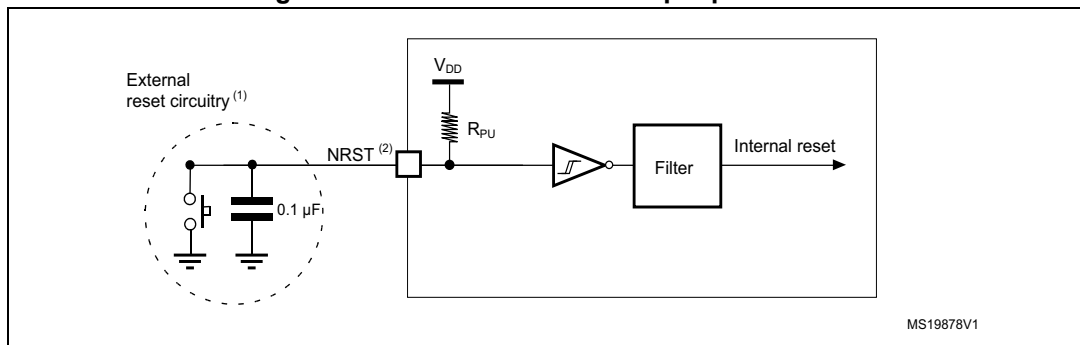 External
reset circuitry (1)
VDD
RPU
NRST (2)
0.1 µF
Filter
Internal reset
MS19878V1